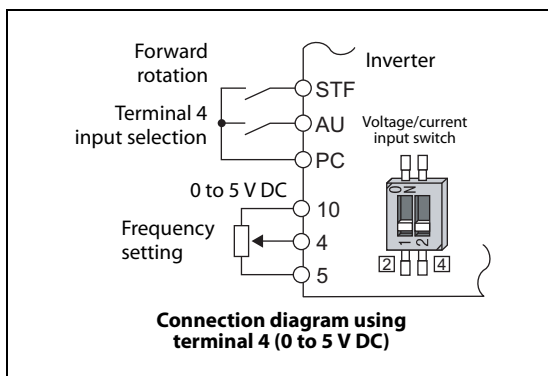 Forward
rotation
Inverter
STF
Terminal 4
input selection
AU
Voltage/current
input switch
PC
0 to 5 V DC
10
Frequency
setting
4
5
ON
1 2
2 4
Connection diagram using
terminal 4 (0 to 5 V DC)